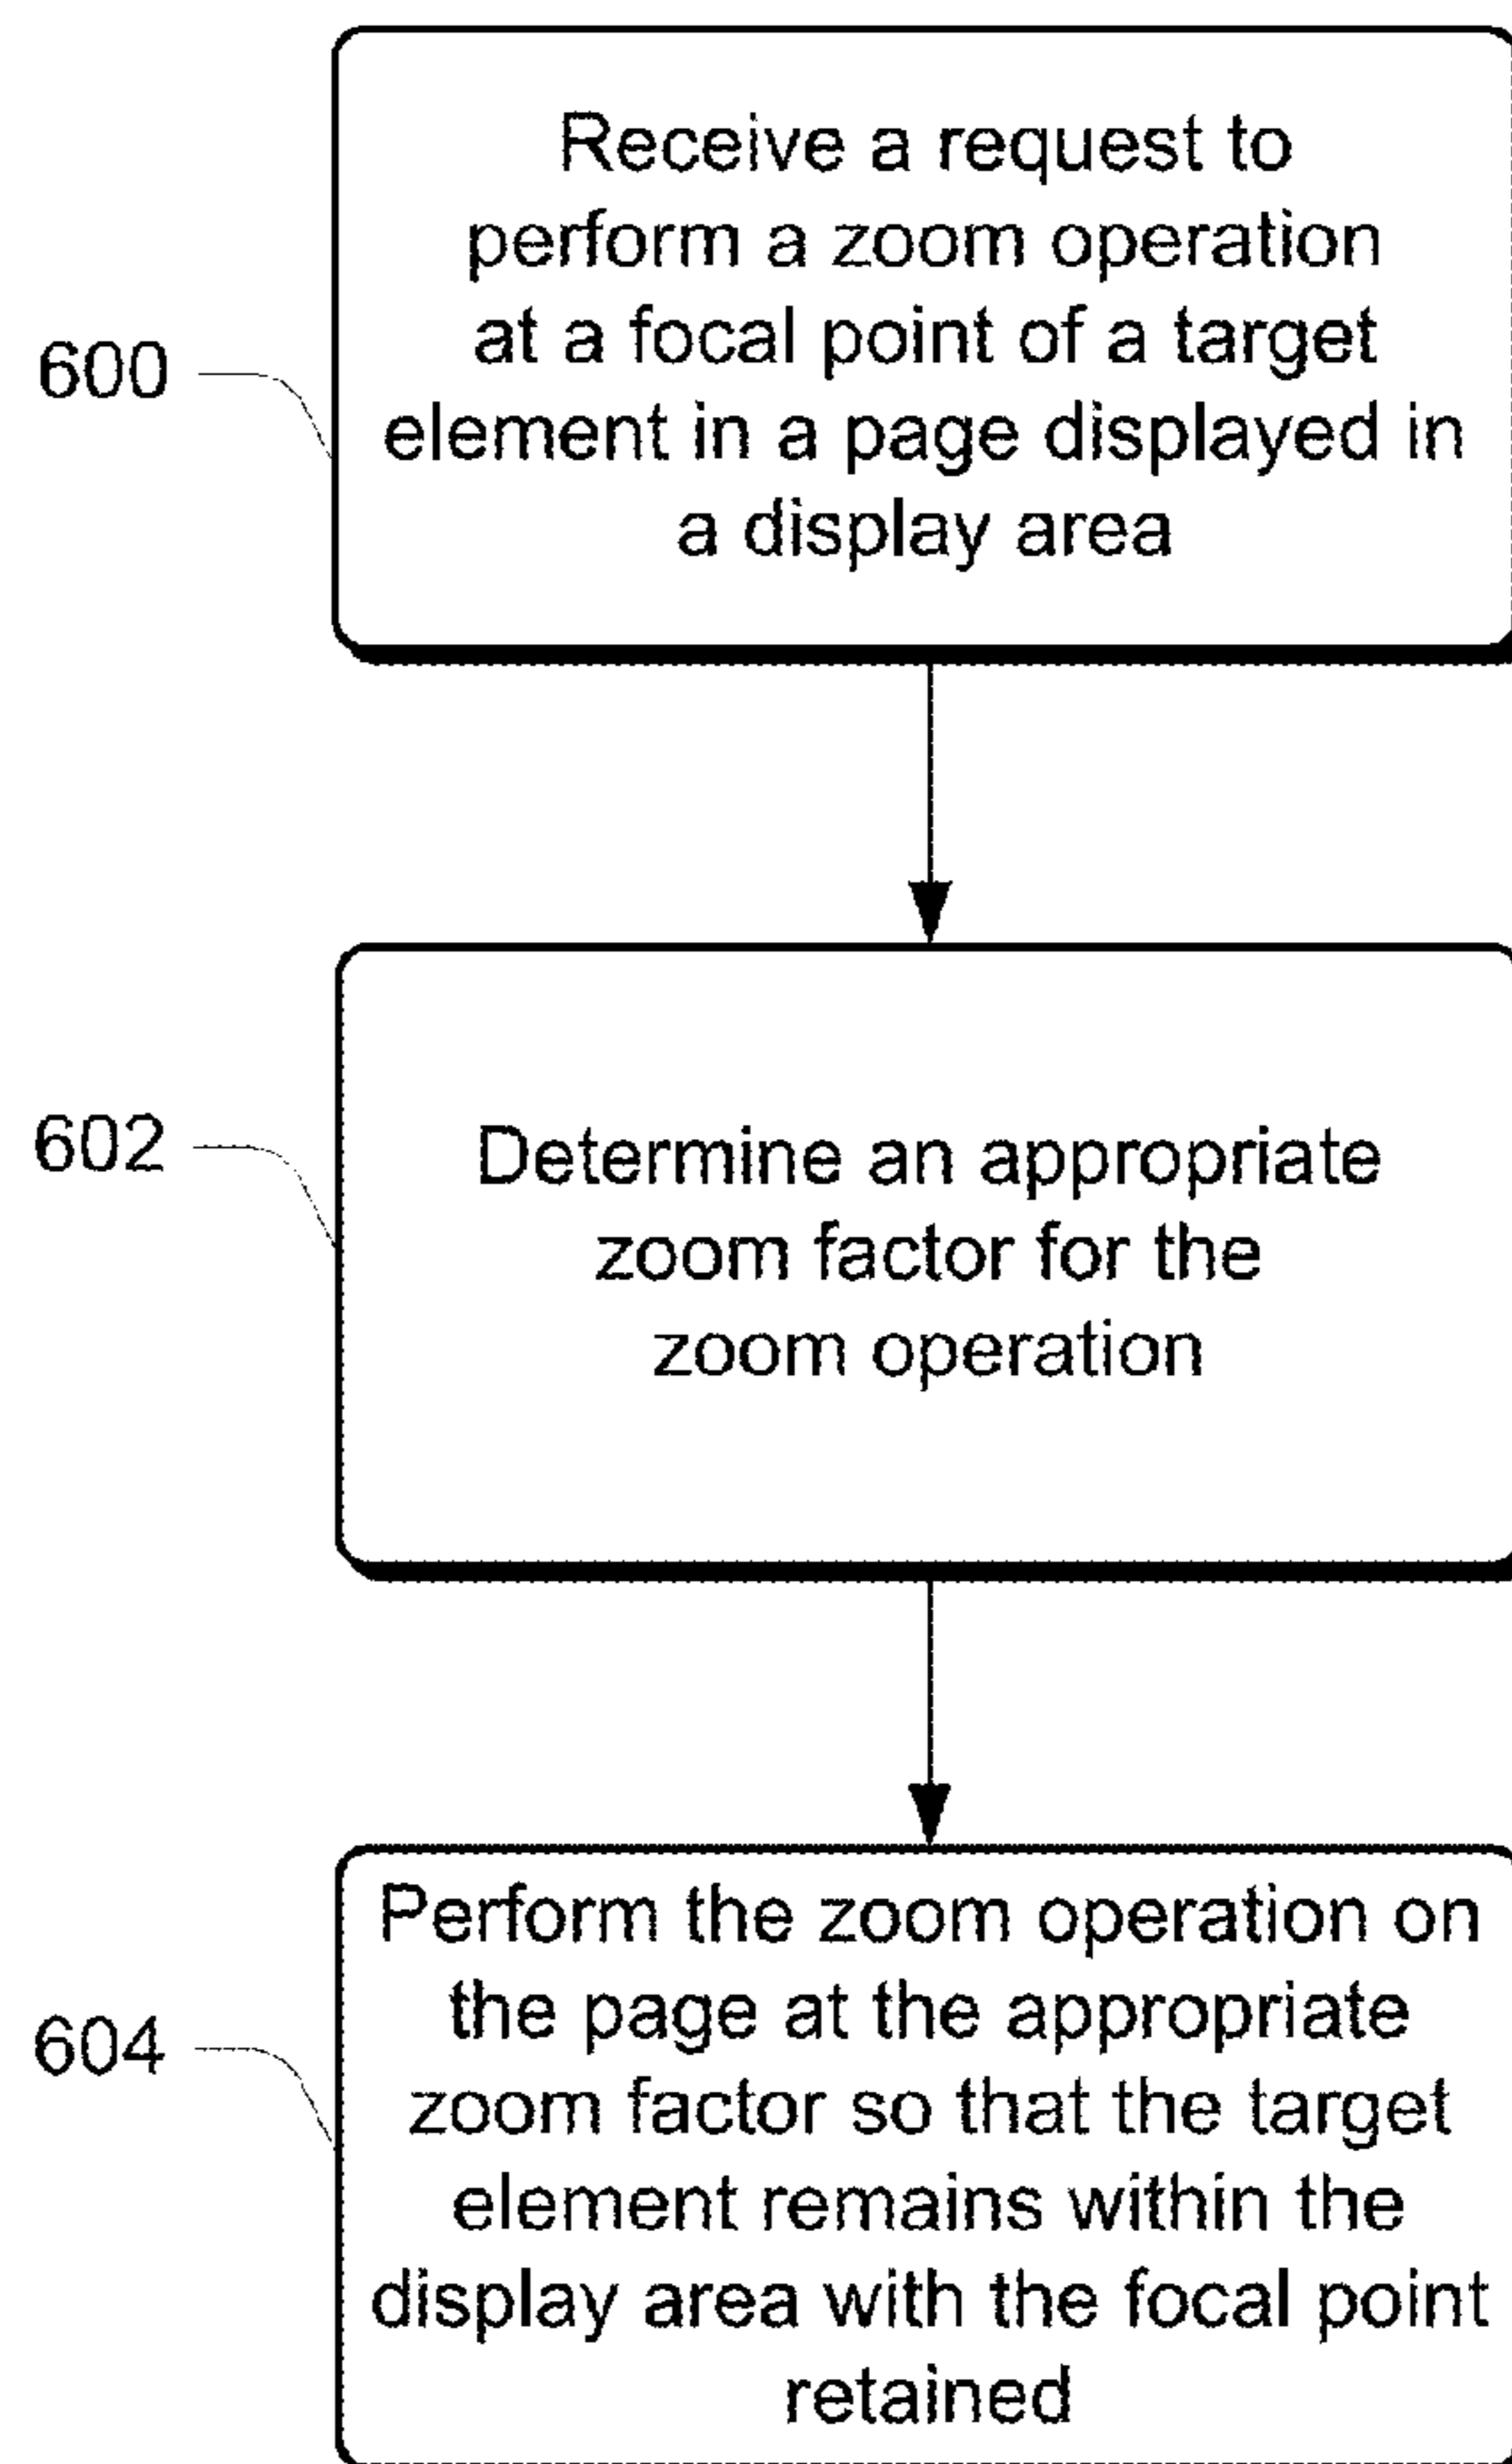 Receive a request to
perform a zoom operation
at a focal point of a target
element in a page displayed in
a display area
600
602
Determine an appropriate
zoom factor for the
zoom operation
Perform the zoom operation on
the page at the appropriate
zoom factor so that the target
element remains within the
display area with the focal point
retained
604